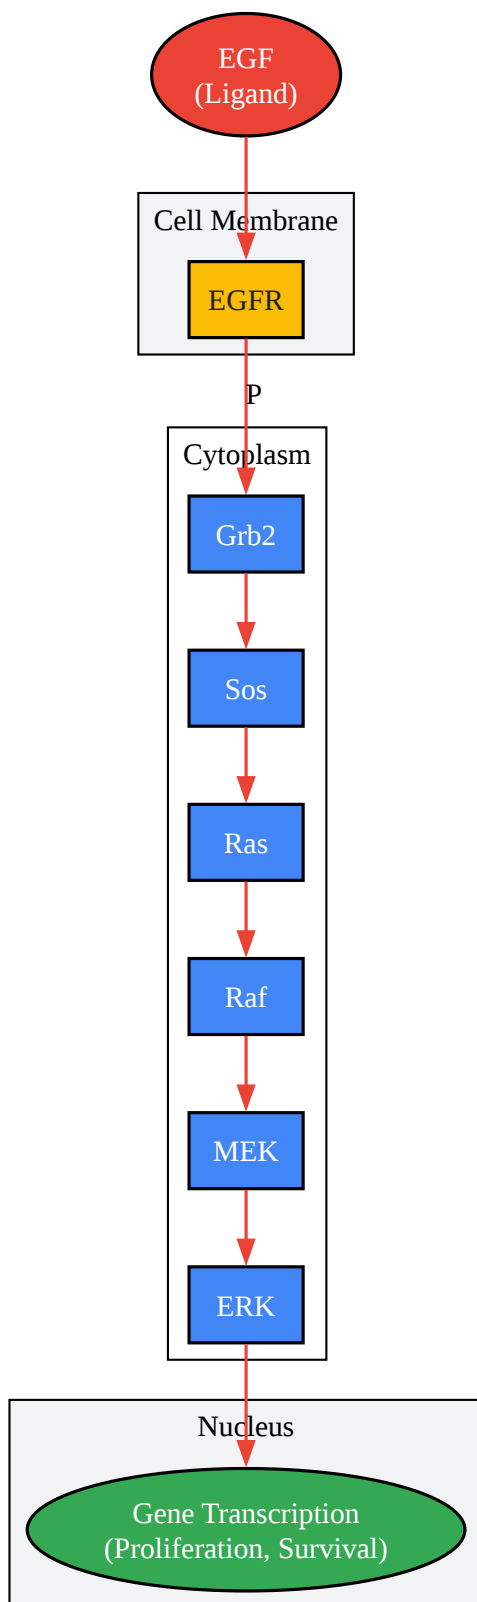 EGF
(Ligand)
Cell Membrane
EGFR
P
Cytoplasm
Grb2
Sos
Ras
Raf
MEK
ERK
Nucleus
Gene Transcription
(Proliferation, Survival)